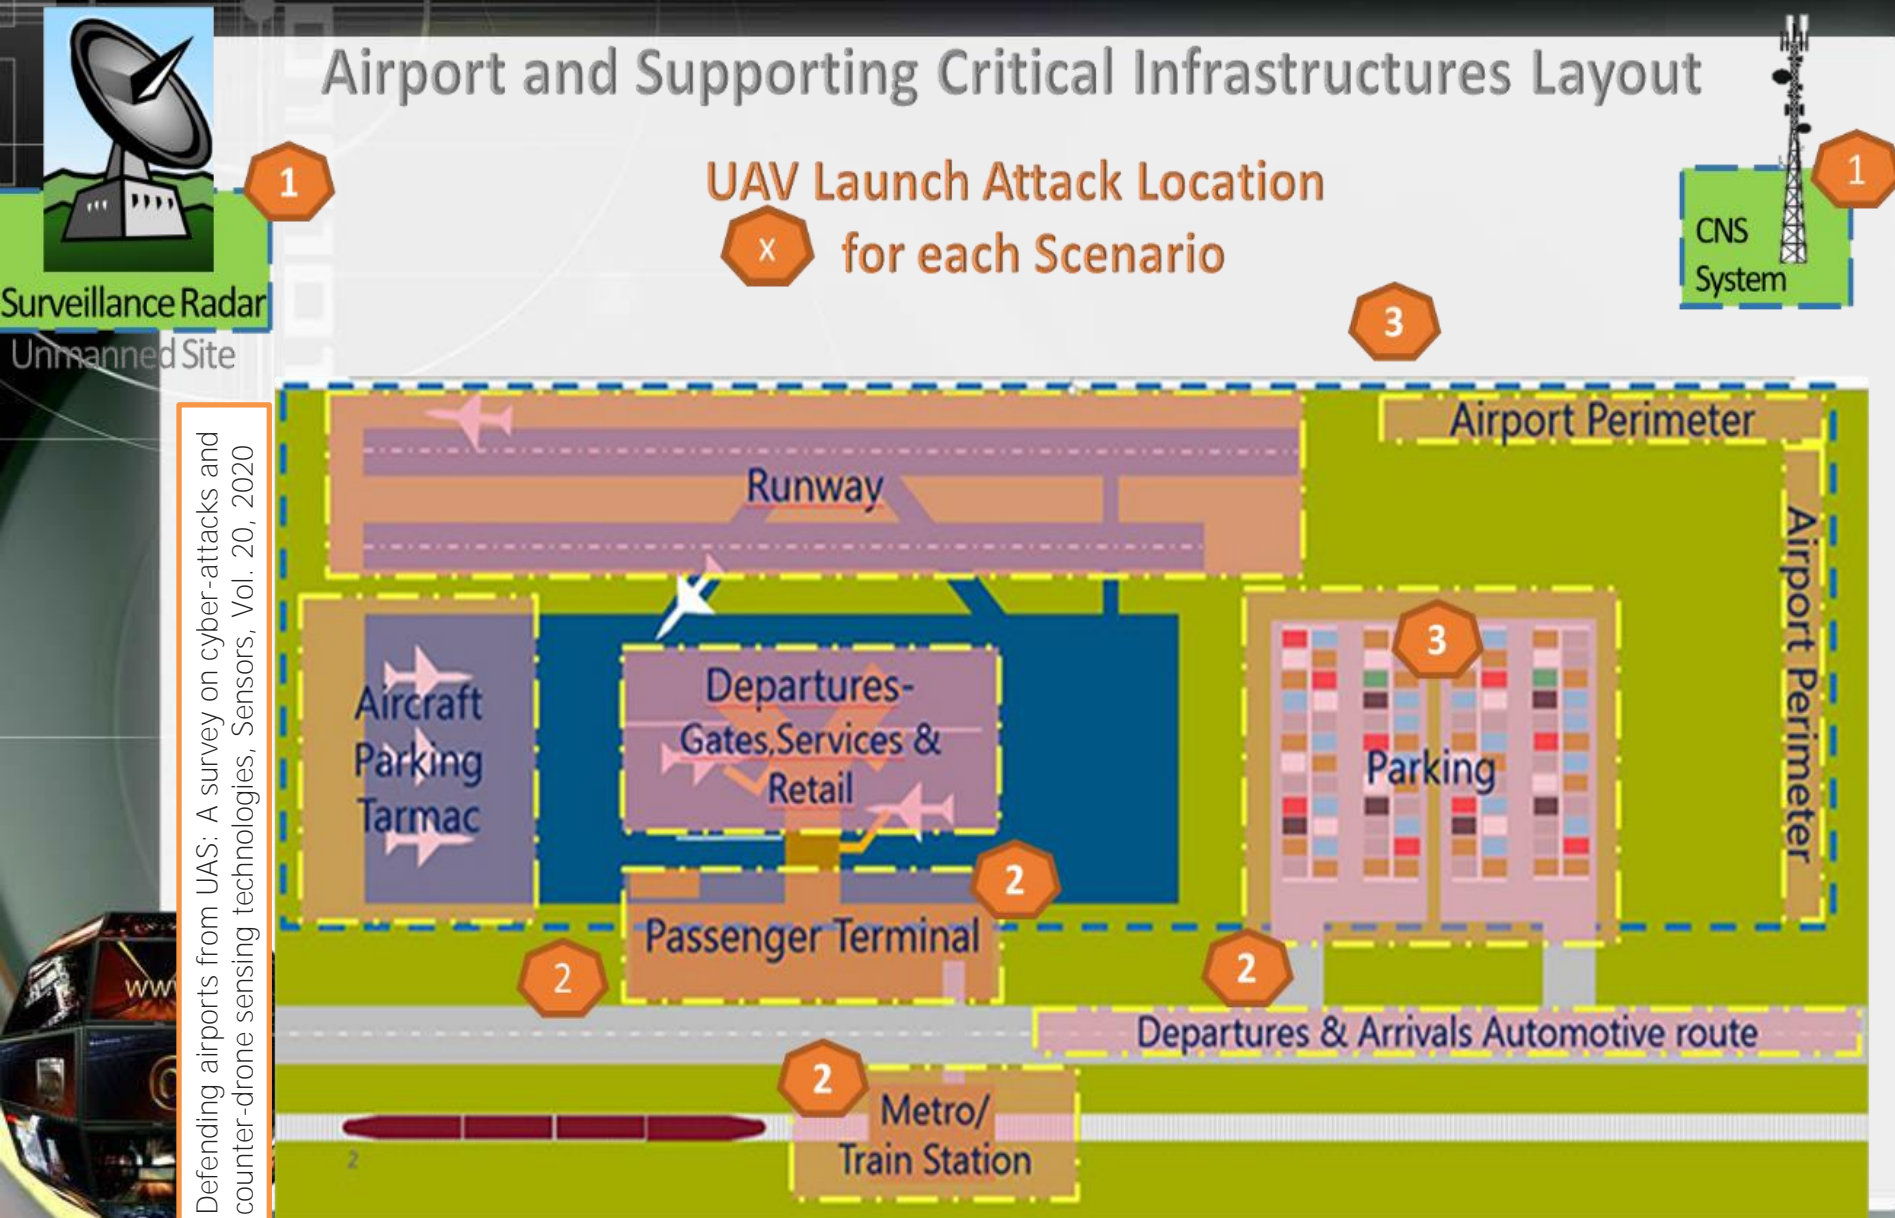 Airport and Supporting Critical Infrastructures Layout
1
UAV Launch Attack Location
1
X
for each Scenario
CNS
System
Surveillance Radar
Unmanned Site
3
Airport Perimeter
Runway
Airport Perimeter
Defending airports from UAS: A survey on cyber-attacks and
counter-drone sensing technologies, Sensors, Vol. 20, 2020
3
Departures-
Gates,Services &
Retail
Aircraft
Parking
Tarmac
Parking
2
Passenger Terminal
2
2
Departures & Arrivals Automotive route
2
Metro/
Train Station
2